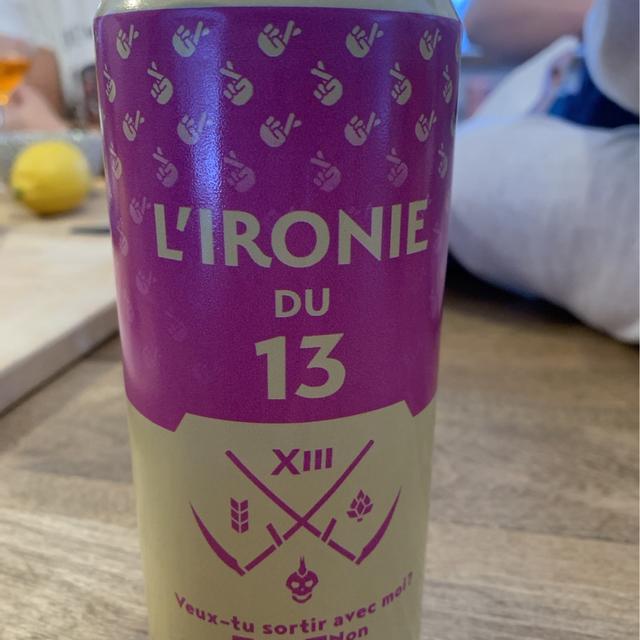 L'IRONIE
DU
13
XIII
Veux-tu sortir avec moi?
Non